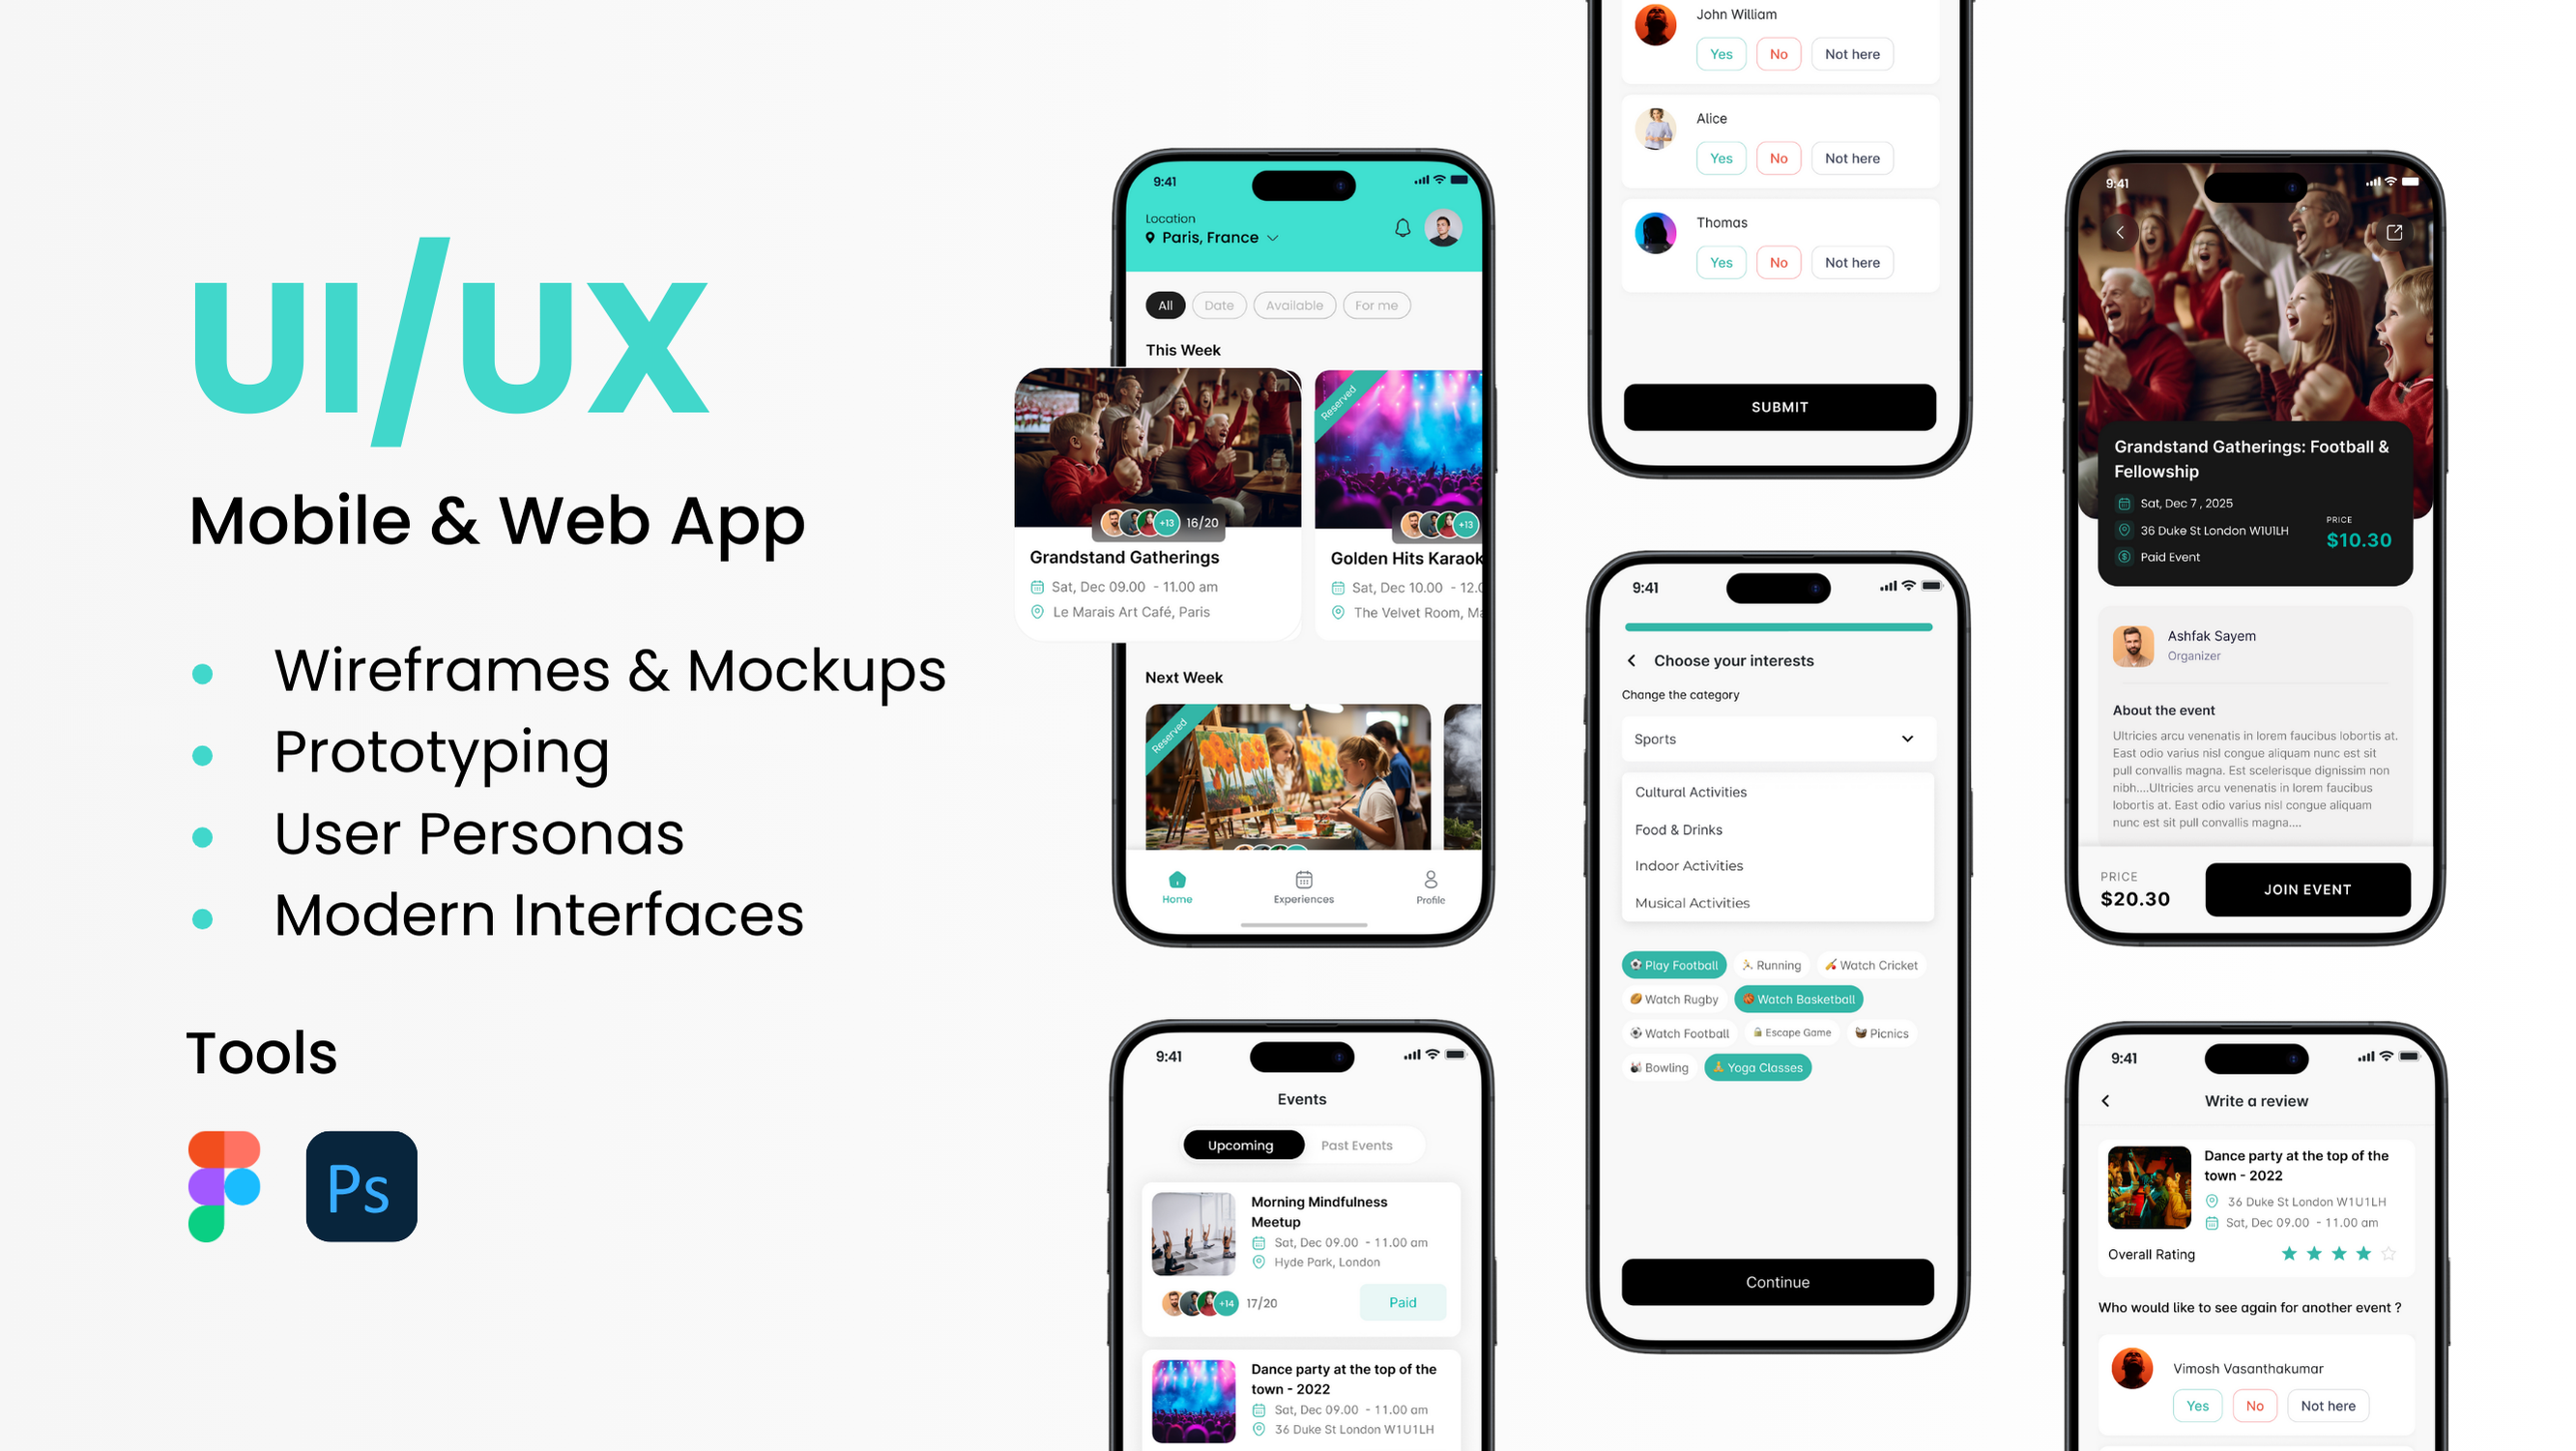 UI/UX
Mobile & Web App
Wireframes & Mockups
Prototyping
User Personas
Modern Interfaces
Tools
Ps
9:41
Location
Paris, France
All
Date
Available
For me
This Week
Reserved
+13
16/20
+13
Grandstand Gatherings
Sat, Dec 09.00 - 11.00 am
Le Marais Art Café, Paris
Golden Hits Karaok
Sat, Dec 10.00 - 12.0
The Velvet Room, Ma
Next Week
Reserved
Home
Experiences
Profile
9:41
Events
Upcoming
Past Events
Morning Mindfulness
Meetup
Sat, Dec 09.00 - 11.00 am
Hyde Park, London
+14
17/20
Paid
Dance party at the top of the
town - 2022
Sat, Dec 09.00 - 11.00 am
36 Duke St London W1U1LH
John William
Yes
No
Not here
Alice
Yes
No
Not here
Thomas
Yes
No
Not here
SUBMIT
9:41
Choose your interests
Change the category
Sports
Cultural Activities
Food & Drinks
Indoor Activities
Musical Activities
Play Football
Running
Watch Cricket
Watch Rugby
Watch Basketball
Watch Football
Escape Game
Picnics
Bowling
Yoga Classes
Continue
9:41
Grandstand Gatherings: Football &
Fellowship
Sat, Dec 7 , 2025
36 Duke St London W1U1LH
Paid Event
PRICE
$10.30
Ashfak Sayem
Organizer
About the event
Ultricies arcu venenatis in lorem faucibus lobortis at.
East odio varius nisl congue aliquam nunc est sit
pull convallis magna. Est scelerisque dignissim non
nibh....Ultricies arcu venenatis in lorem faucibus
lobortis at. East odio varius nisi congue aliquam
nunc est sit pull convallis magna....
PRICE
$20.30
JOIN EVENT
9:41
Write a review
Dance party at the top of the
town - 2022
36 Duke St London W1U1LH
Sat, Dec 09.00 - 11.00 am
Overall Rating
Who would like to see again for another event ?
Vimosh Vasanthakumar
Yes
No
Not here